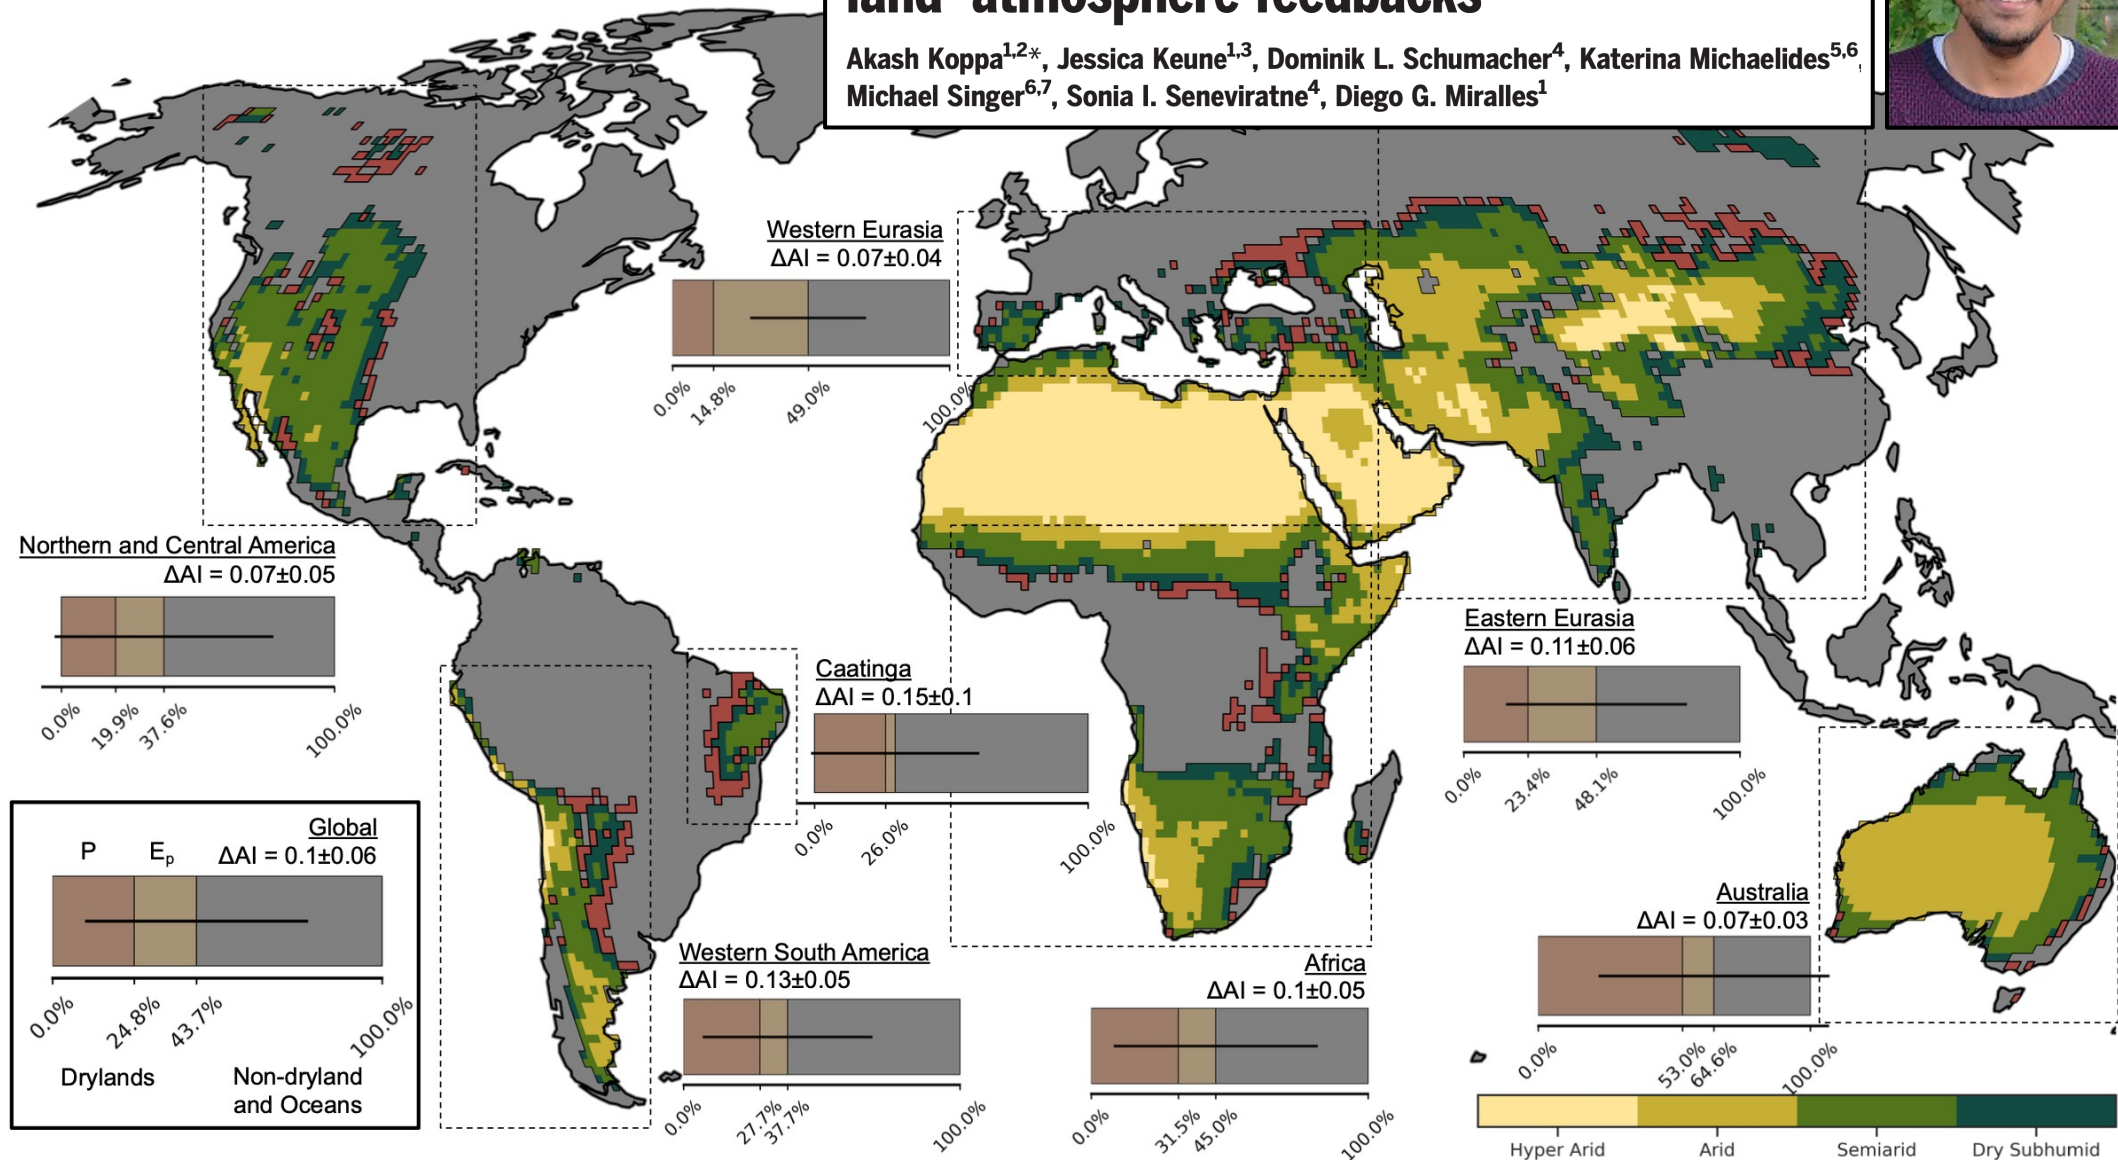 land–atmosphere feedbacks
Akash Koppa1,2*, Jessica Keune1,3, Dominik L. Schumacher4, Katerina Michaelides5,6,
Michael Singer6,7, Sonia I. Seneviratne4, Diego G. Miralles1
Western Eurasia
ΔAI = 0.07±0.04
0.0%
14.8%
49.0%
100.0%
Northern and Central America
ΔAI = 0.07±0.05
0.0%
19.9%
37.6%
100.0%
Caatinga
ΔAI = 0.15±0.1
0.0%
26.0%
100.0%
Eastern Eurasia
ΔAI = 0.11±0.06
0.0%
23.4%
48.1%
100.0%
Global
P Ep ΔAI = 0.1±0.06
0.0%
24.8%
43.7%
100.0%
Drylands
Non-dryland
and Oceans
Western South America
ΔAI = 0.13±0.05
0.0%
27.7%
37.7%
100.0%
Africa
ΔAI = 0.1±0.05
0.0%
31.5%
45.0%
100.0%
Australia
ΔAI = 0.07±0.03
0.0%
53.0%
64.6%
100.0%
Hyper Arid Arid Semiarid Dry Subhumid